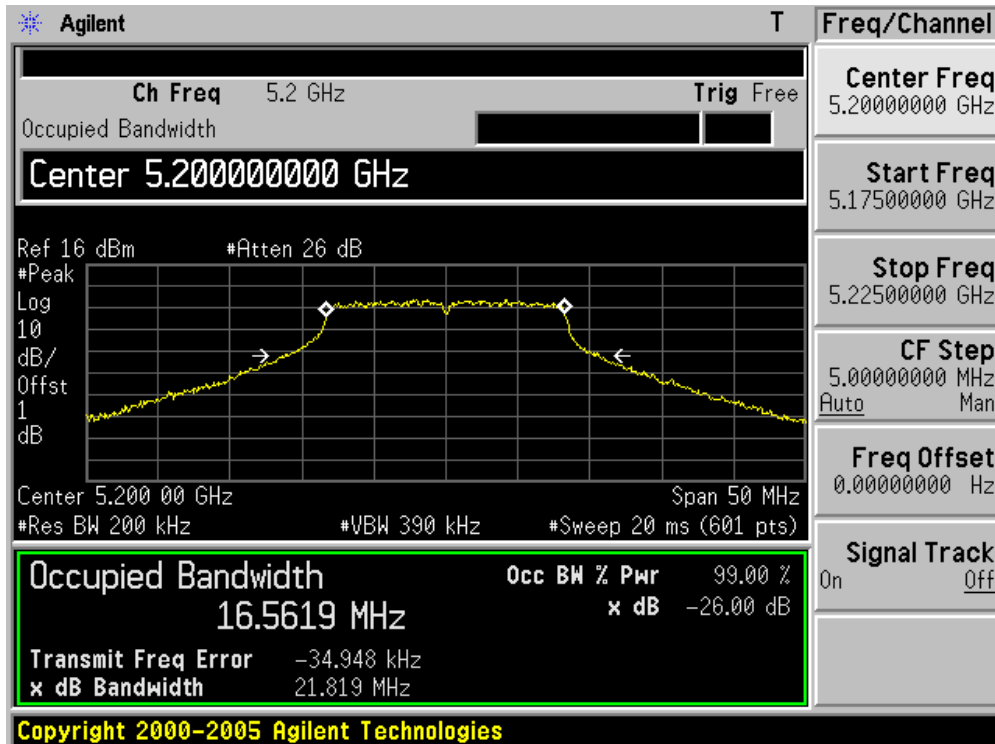 Agilent T Freq/Channel
Ch Freq 5.2 GHz Trig Free
Occupied Bandwidth
Center 5.200000000 GHz
Ref 16 dBm #Atten 26 dB
#Peak
Log
10
dB/
Offst
1
dB
Center 5.200 00 GHz Span 50 MHz
#Res BW 200 kHz #VBW 390 kHz #Sweep 20 ms (601 pts)
Occupied Bandwidth Occ BW % Pwr 99.00 %
16.5619 MHz x dB -26.00 dB
Transmit Freq Error -34.948 kHz
x dB Bandwidth 21.819 MHz
Copyright 2000-2005 Agilent Technologies
Center Freq
5.20000000 GHz
Start Freq
5.17500000 GHz
Stop Freq
5.22500000 GHz
CF Step
5.00000000 MHz
Auto Man
Freq Offset
0.00000000 Hz
Signal Track
On Off